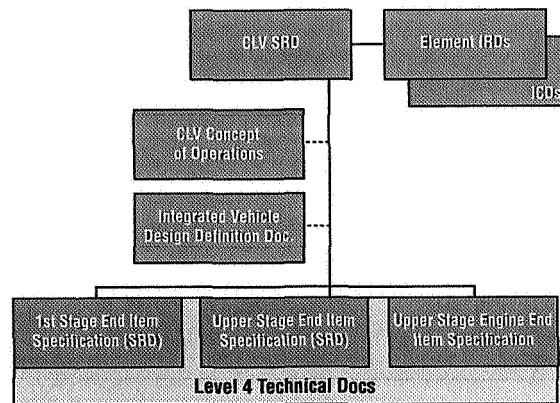 CLV SRD
Element IRDs
ICDs
CLV Concept
of Operations
Integrated Vehicle
Design Definition Doc.
1st Stage End Item
Specification (SRD)
Upper Stage End Item
Specification (SRD)
Upper Stage Engine End
Item Specification
Level 4 Technical Docs